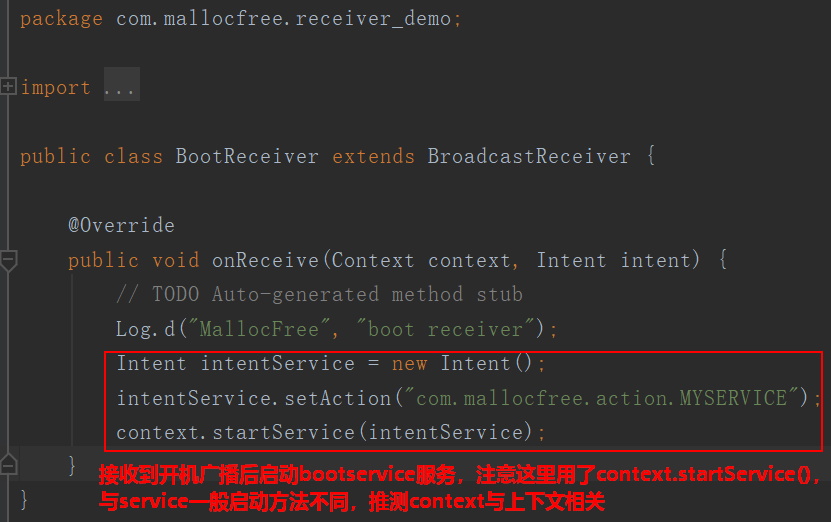 package com.mallocfree.receiver_demo;
import ...
public class BootReceiver extends BroadcastReceiver {
@Override
public void onReceive(Context context, Intent intent) {
// TODO Auto-generated method stub
Log.d("MallocFree", "boot receiver");
Intent intentService = new Intent();
intentService.setAction("com.mallocfree.action.MYSERVICE");
context.startService(intentService);
}
接收到开机广播后启动bootservice服务，注意这里用了context.startService()，
与service一般启动方法不同，推测context与上下文相关
}